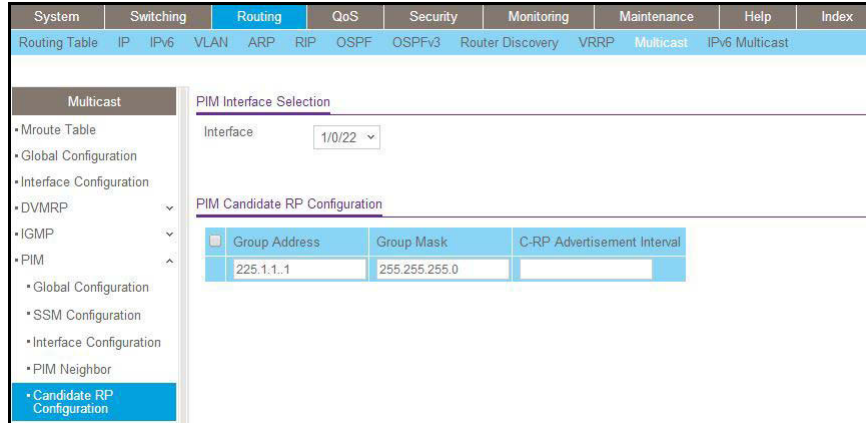 System Switching Routing QoS Security Monitoring Maintenance Help Index
Routing Table IP IPv6 VLAN ARP RIP OSPF OSPFv3 Router Discovery VRRP Multicast IPv6 Multicast
Multicast
Mroute Table
Global Configuration
Interface Configuration
DVMRP
IGMP
PIM
Global Configuration
SSM Configuration
Interface Configuration
PIM Neighbor
Candidate RP
Configuration
PIM Interface Selection
Interface 1/0/22
PIM Candidate RP Configuration
Group Address Group Mask C-RP Advertisement Interval
225.1.1..1 255.255.255.0